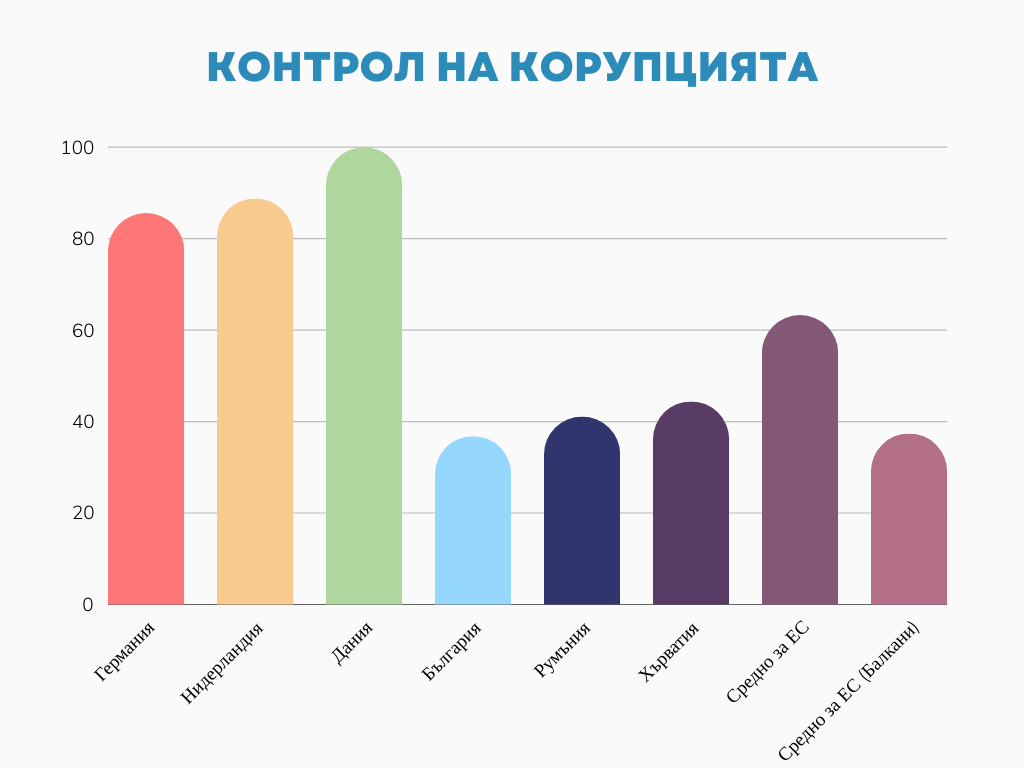 КОНТРОЛ НА КОРУПЦИЯТА
100
80
60
40
20
0
Германия
Нидерландия
Дания
България
Румъния
Хърватия
Средно за ЕС
Средно за ЕС (Балкани)